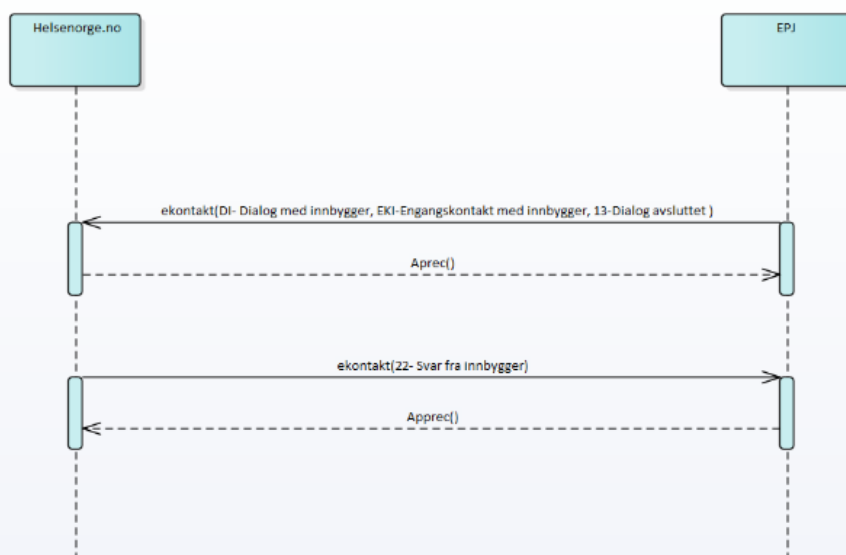 Helsenorge.no
EPJ
ekontakt(DI- Dialog med innbygger, EKI-Engangskontakt med innbygger, 13-Dialog avsluttet )
Aprec()
ekontakt(22- Svar fra innbygger)
Apprec()